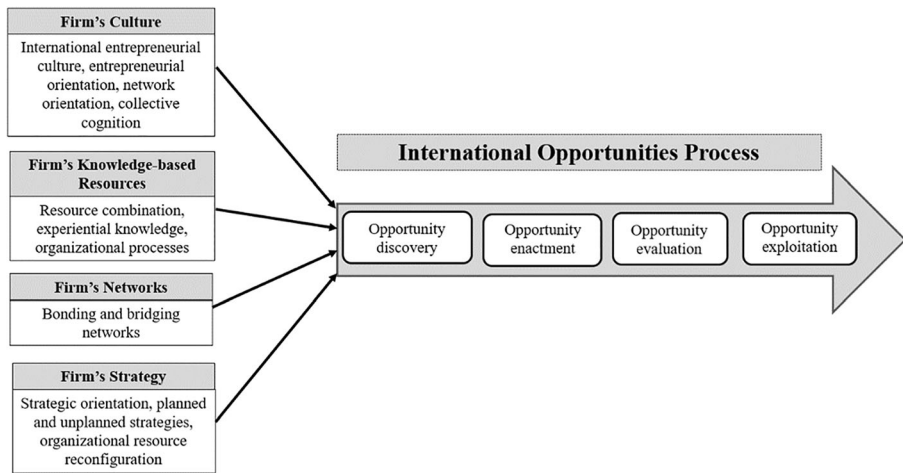 Firm's Culture
International entrepreneurial
culture, entrepreneurial
orientation, network
orientation, collective
cognition
Firm's Knowledge-based
Resources
Resource combination,
experiential knowledge,
organizational processes
Firm's Networks
Bonding and bridging
networks
Firm's Strategy
Strategic orientation, planned
and unplanned strategies,
organizational resource
reconfiguration
International Opportunities Process
Opportunity
discovery
Opportunity
enactment
Opportunity
evaluation
Opportunity
exploitation